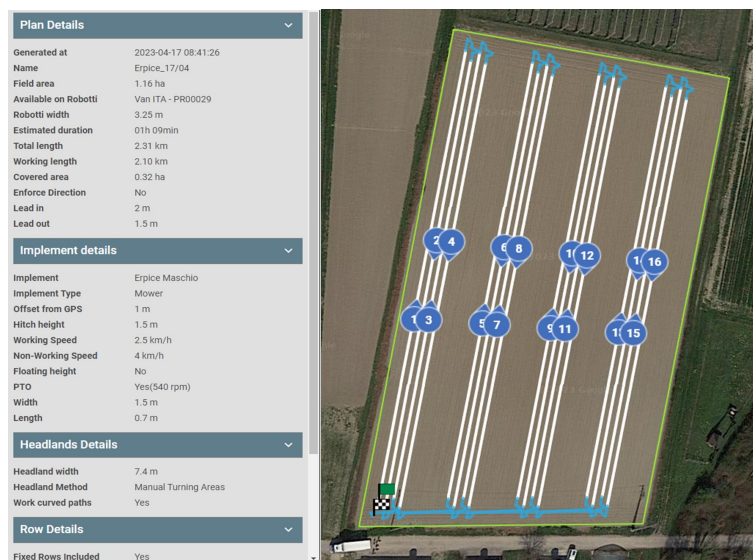 Plan Details
Generated at 2023-04-17 08:41:26
Name Erpice_17/04
Field area 1.16 ha
Available on Robotti Van ITA - PR00029
Robotti width 3.25 m
Estimated duration 01h 09min
Total length 2.31 km
Working length 2.10 km
Covered area 0.32 ha
Enforce Direction No
Lead in 2 m
Lead out 1.5 m
Implement details
Implement Erpice Maschio
Implement Type Mower
Offset from GPS 1 m
Hitch height 1.5 m
Working Speed 2.5 km/h
Non-Working Speed 4 km/h
Floating height No
PTO Yes(540 rpm)
Width 1.5 m
Length 0.7 m
Headlands Details
Headland width 7.4 m
Headland Method Manual Turning Areas
Work curved paths Yes
Row Details
Fixed Rows Included Yes
2 4 6 8 12 16
1 3 5 7 9 11 15